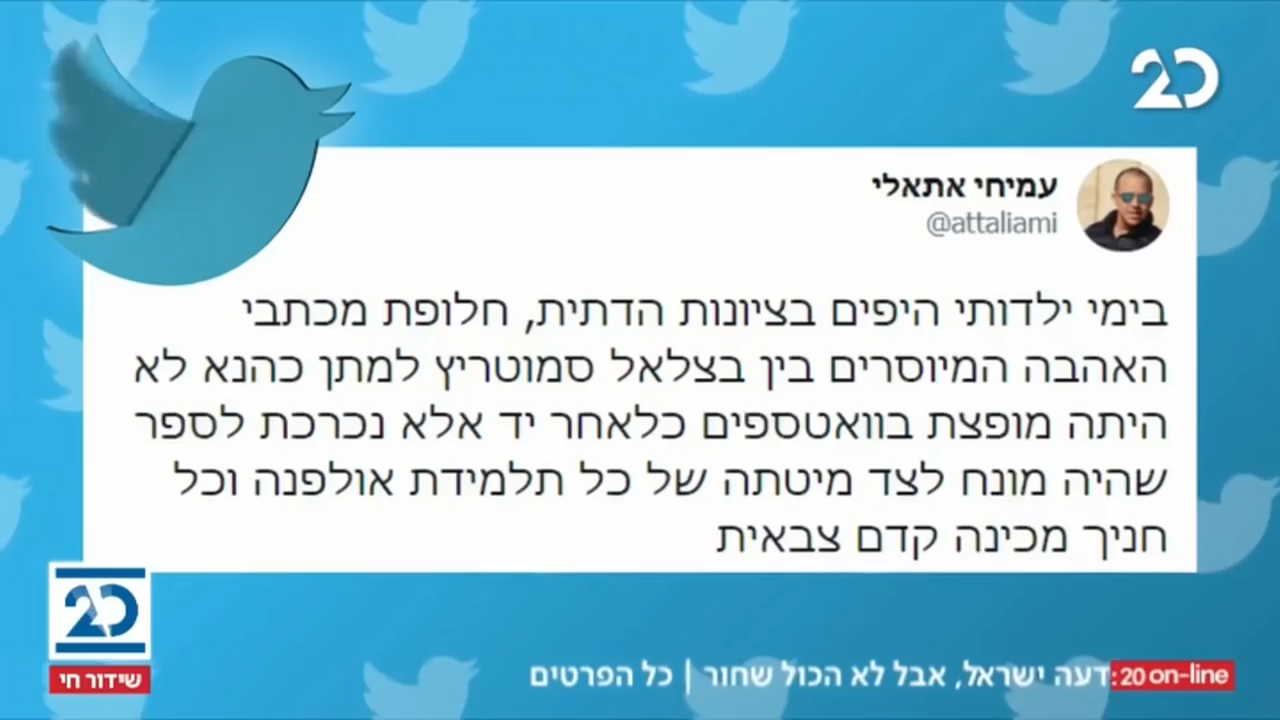 20
עמיחי אתאלי
@attaliami
בימי ילדותי היפים בציונות הדתית, חלופת מכתבי
האהבה המיוסרים בין בצלאל סמוטריץ למתן כהנא לא
היתה מופצת בוואטספים כלאחר יד אלא נכרכת לספר
שהיה מונח לצד מיטתה של כל תלמידת אולפנה וכל
חניך מכינה קדם צבאית
20
שידור חי
20 on-line: דעה ישראל, אבל לא הכול שחור | כל הפרטים